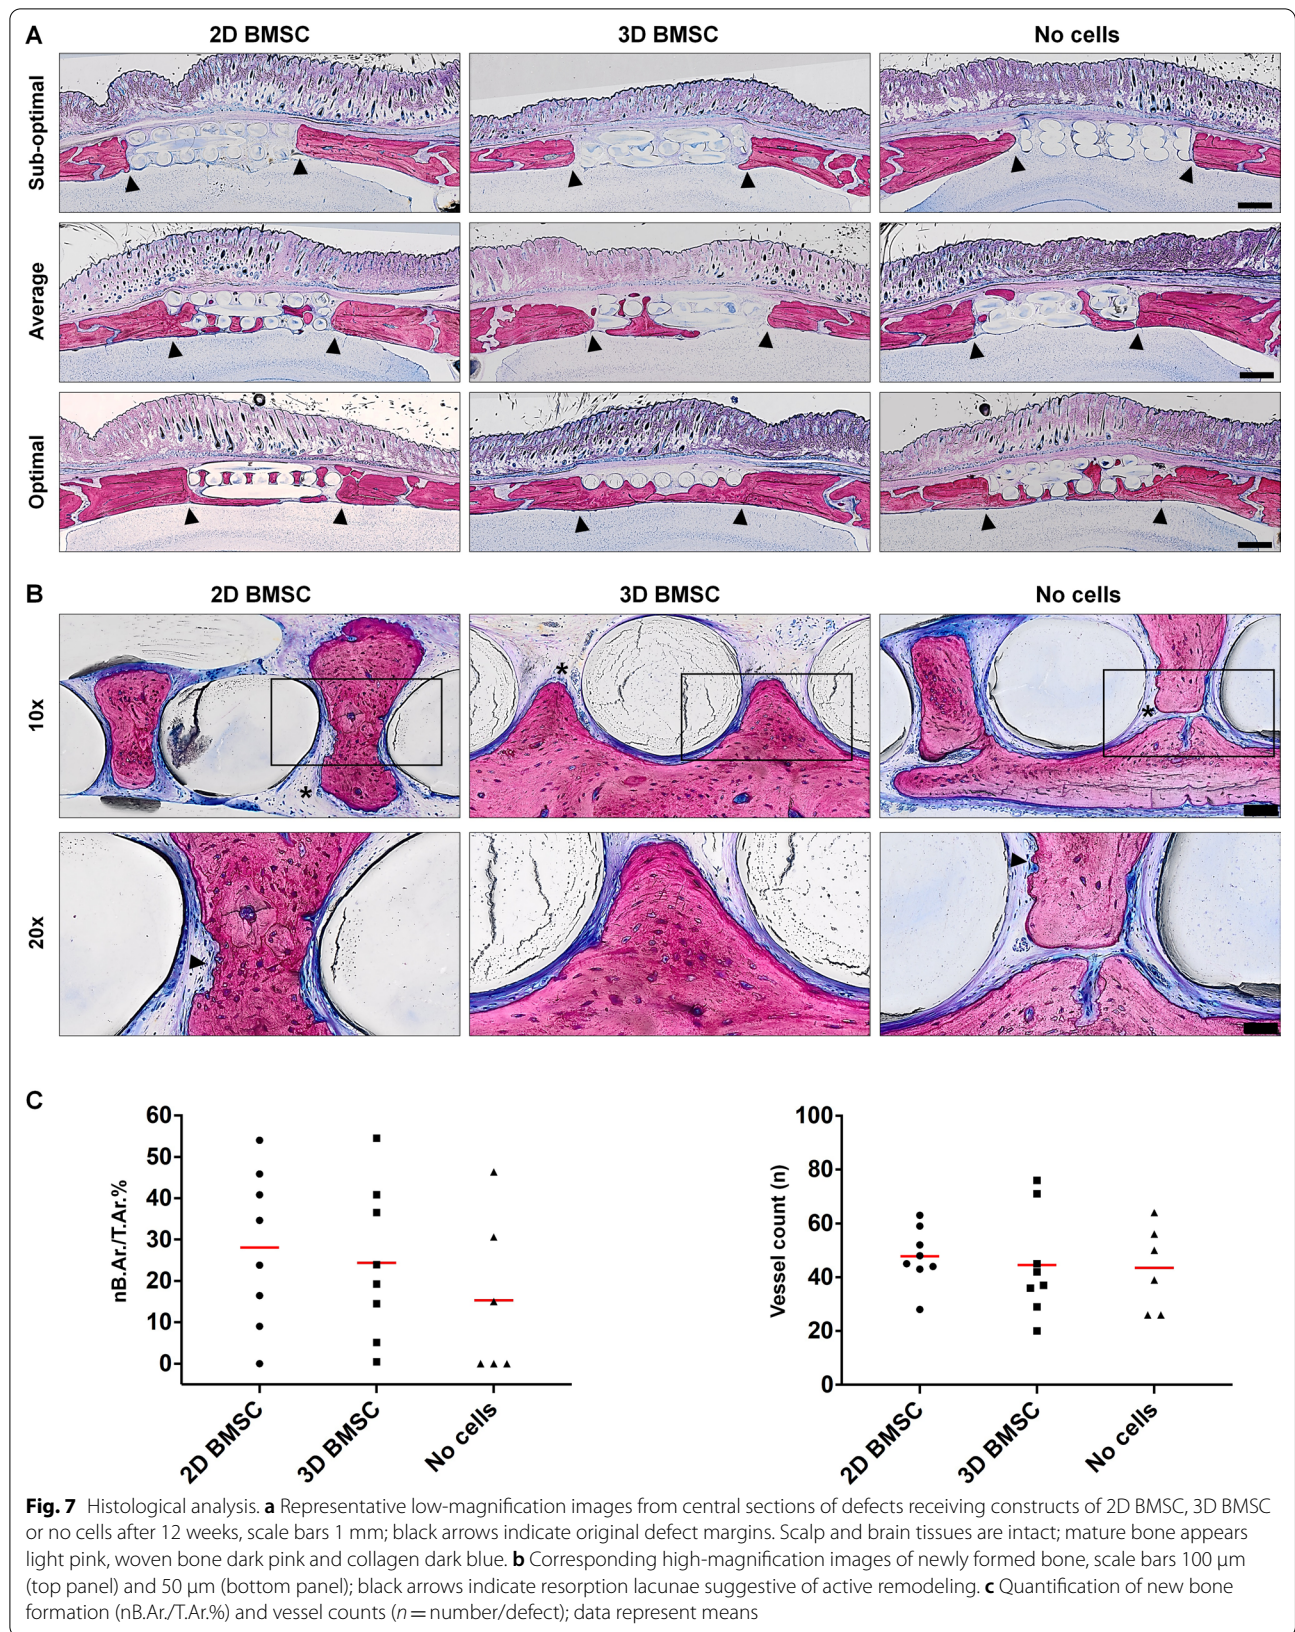 A
2D BMSC
3D BMSC
No cells
Sub-optimal
Average
Optimal
B
2D BMSC
3D BMSC
No cells
10x
*
*
*
20x
C
nB.Ar./T.Ar.%
60
50
40
30
20
10
0
2D BMSC
3D BMSC
No cells
Vessel count (n)
100
80
60
40
20
0
2D BMSC
3D BMSC
No cells
Fig. 7 Histological analysis. a Representative low-magnification images from central sections of defects receiving constructs of 2D BMSC, 3D BMSC
or no cells after 12 weeks, scale bars 1 mm; black arrows indicate original defect margins. Scalp and brain tissues are intact; mature bone appears
light pink, woven bone dark pink and collagen dark blue. b Corresponding high-magnification images of newly formed bone, scale bars 100 μm
(top panel) and 50 μm (bottom panel); black arrows indicate resorption lacunae suggestive of active remodeling. c Quantification of new bone
formation (nB.Ar./T.Ar.%) and vessel counts (n = number/defect); data represent means